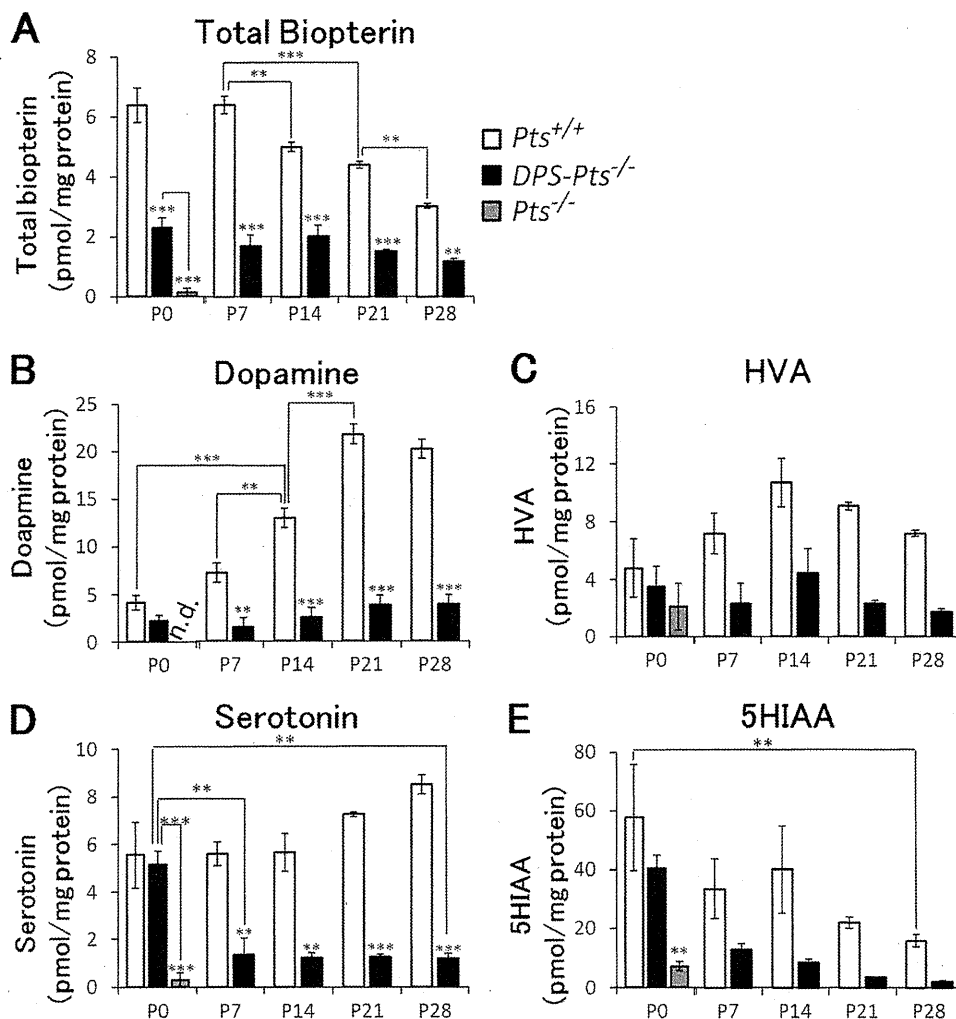 A
Total Biopterin
Total biopterin
(pmol/mg protein)
8
6
4
2
0
***
**
**
***
***
***
***
***
**
P0 P7 P14 P21 P28
Pts+/+
DPS-Pts-/-
Pts-/-
B
Dopamine
Doapmine
(pmol/mg protein)
25
20
15
10
5
0
***
***
**
n.d.
**
***
***
***
P0 P7 P14 P21 P28
C
HVA
HVA
(pmol/mg protein)
16
12
8
4
0
P0 P7 P14 P21 P28
D
Serotonin
Serotonin
(pmol/mg protein)
10
8
6
4
2
0
**
**
***
***
**
**
***
***
P0 P7 P14 P21 P28
E
5HIAA
5HIAA
(pmol/mg protein)
80
60
40
20
0
**
**
P0 P7 P14 P21 P28